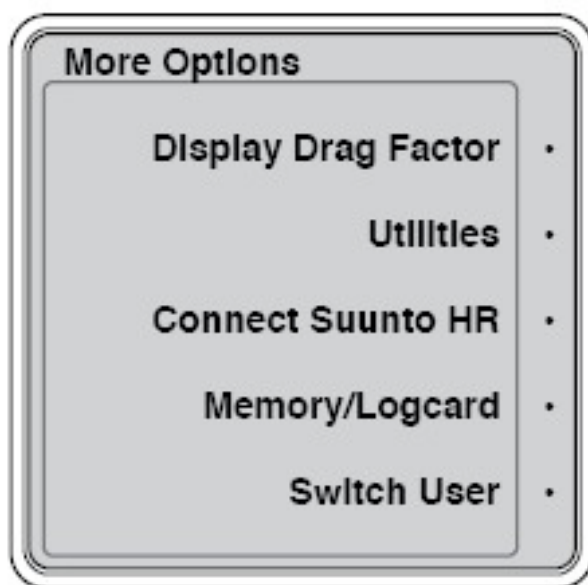 More Options
Display Drag Factor
Utilities
Connect Suunto HR
Memory/Logcard
Switch User